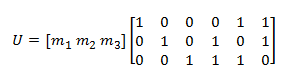 U = [m₁ m₂ m₃] [1 0 0 0 1 1
0 1 0 1 0 1
0 0 1 1 1 0]